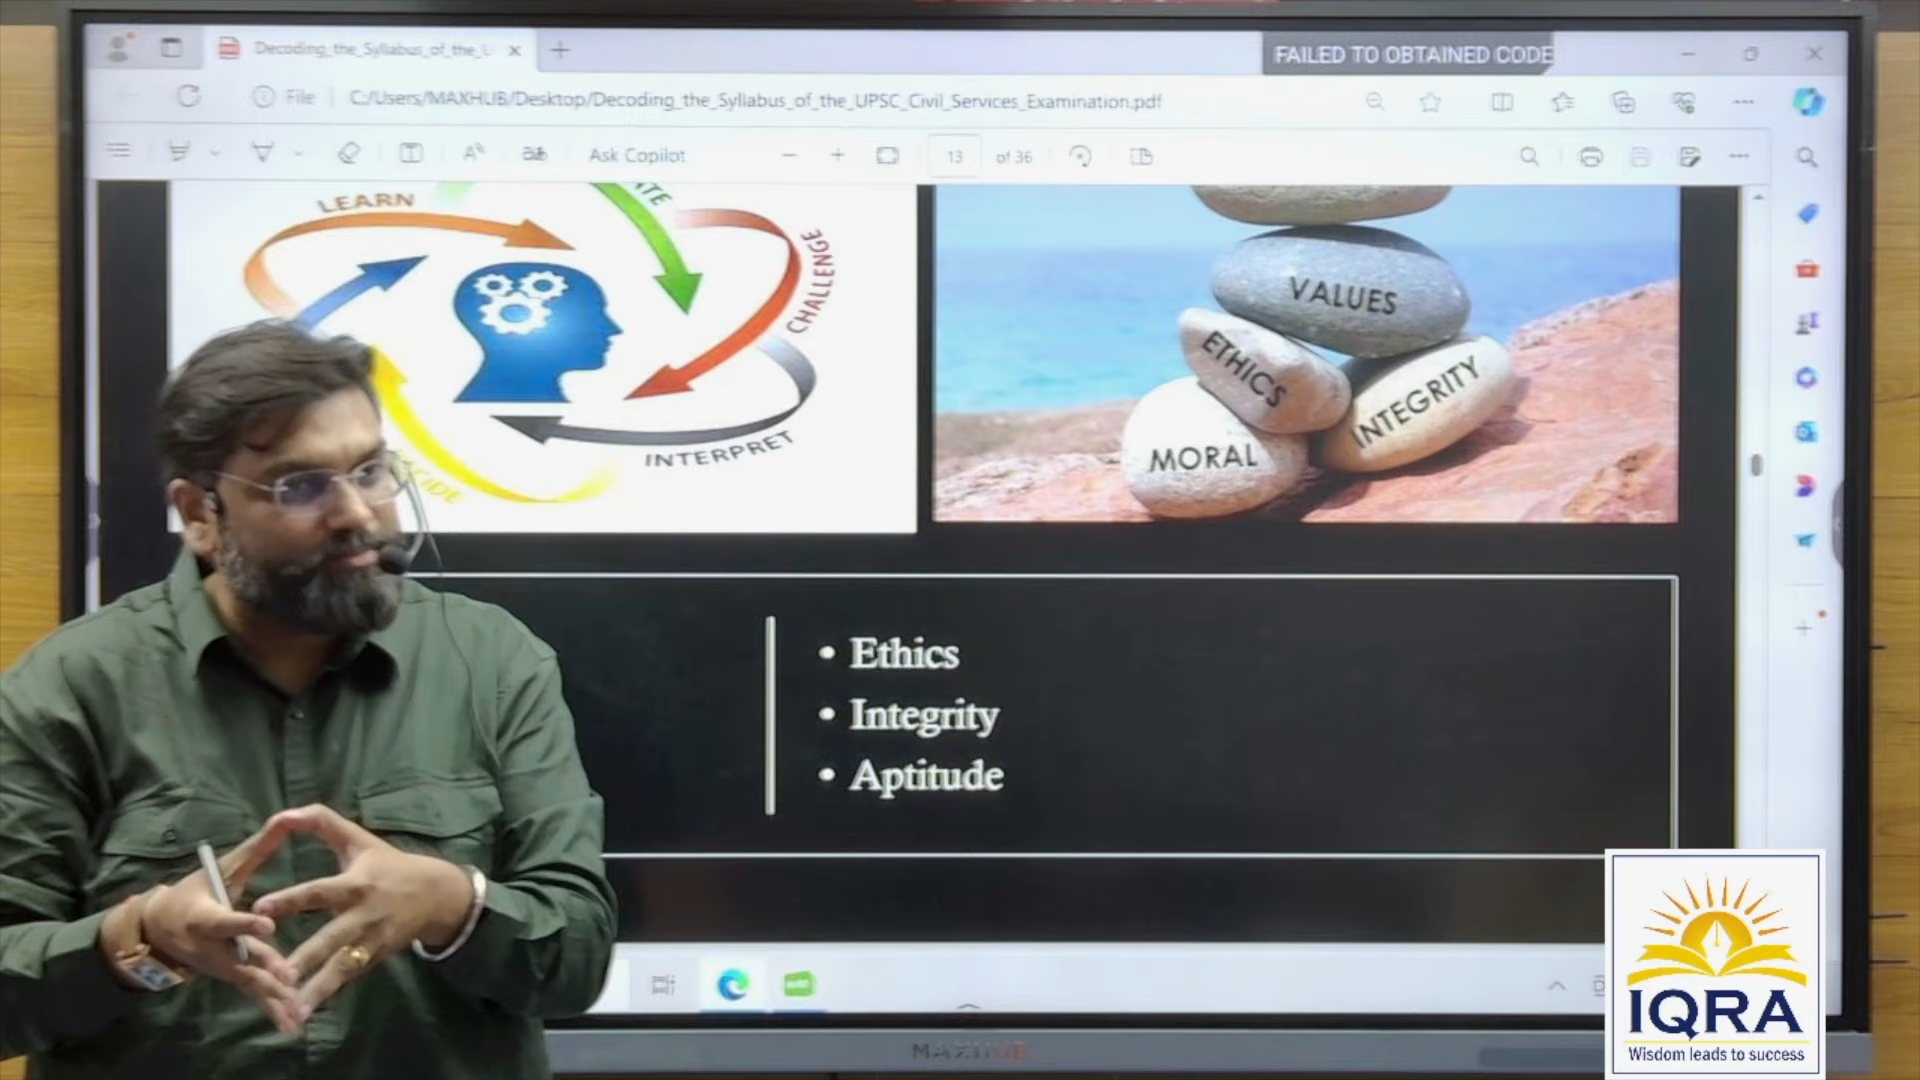 Decoding_the_Syllabus_of_the_U
FAILED TO OBTAINED CODE
File
C:/Users/MAXHUB/Desktop/Decoding_the_Syllabus_of_the_UPSC_Civil_Services_Examination.pdf
Ask Copilot
13 of 36
LEARN
CHALLENGE
INTERPRET
VALUES
ETHICS
INTEGRITY
MORAL
• Ethics
• Integrity
• Aptitude
MAXHUB
IQRA
Wisdom leads to success